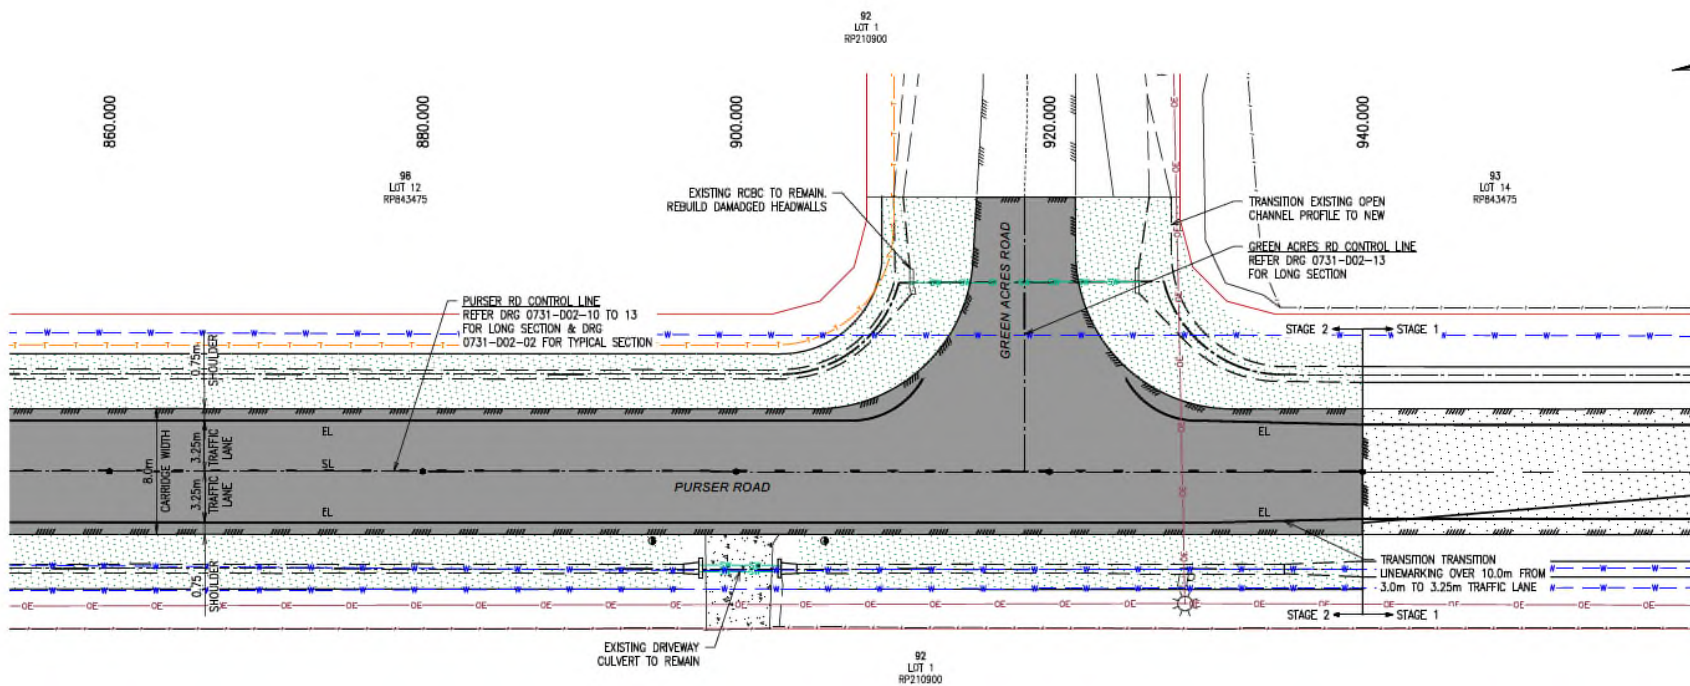 92
LOT 1
RP210900
860.000
880.000
900.000
920.000
940.000
98
LOT 12
RP843475
93
LOT 14
RP843475
EXISTING RCBC TO REMAIN.
REBUILD DAMADGED HEADWALLS
TRANSITION EXISTING OPEN
CHANNEL PROFILE TO NEW
GREEN ACRES RD CONTROL LINE
REFER DRG 0731-D02-13
FOR LONG SECTION
GREEN ACRES ROAD
PURSER RD CONTROL LINE
REFER DRG 0731-D02-10 TO 13
FOR LONG SECTION & DRG
0731-D02-02 FOR TYPICAL SECTION
STAGE 2
STAGE 1
0.75m
SHOULDER
8.0m
CARRIDGE WIDTH
3.25m
TRAFFIC
LANE
3.25m
TRAFFIC
LANE
EL
SL
EL
EL
EL
PURSER ROAD
0.75
SHOULDER
TRANSITION TRANSITION
LINEMARKING OVER 10.0m FROM
3.0m TO 3.25m TRAFFIC LANE
STAGE 2
STAGE 1
EXISTING DRIVEWAY
CULVERT TO REMAIN
92
LOT 1
RP210900